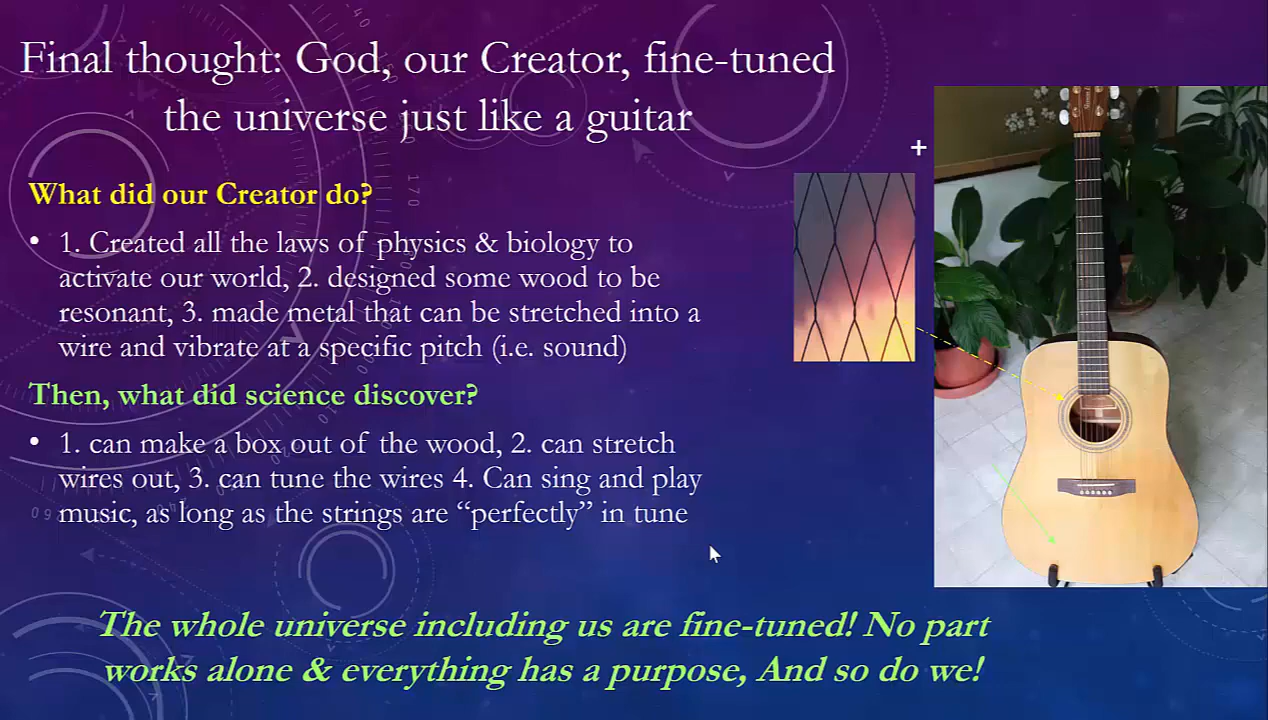 Final thought: God, our Creator, fine-tuned
the universe just like a guitar
What did our Creator do?
• 1. Created all the laws of physics & biology to
activate our world, 2. designed some wood to be
resonant, 3. made metal that can be stretched into a
wire and vibrate at a specific pitch (i.e. sound)
Then, what did science discover?
• 1. can make a box out of the wood, 2. can stretch
wires out, 3. can tune the wires 4. Can sing and play
music, as long as the strings are “perfectly” in tune
The whole universe including us are fine-tuned! No part
works alone & everything has a purpose, And so do we!
+
40
170